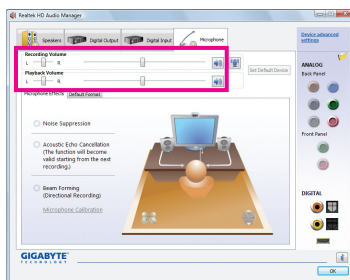 Realtek HD Audio Manager
Speakers
Digital Output
Digital Input
Microphone
Device advanced
settings
Recording Volume
L R
Set Default Device
Playback Volume
L R
ANALOG
Back Panel
Microphone Effects Default Format
Noise Suppression
Acoustic Echo Cancellation
(The function will become
valid starting from the next
recording.)
Front Panel
Beam Forming
(Directional Recording)
Microphone Calibration
DIGITAL
GIGABYTE
TECHNOLOGY
OK